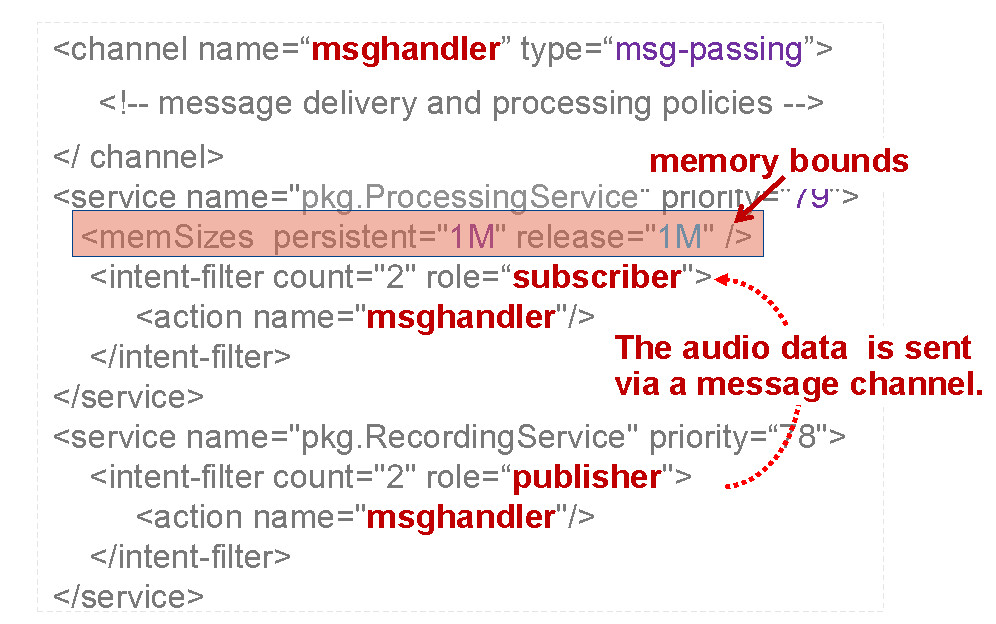 <channel name=“msghandler” type=“msg-passing”>
<!-- message delivery and processing policies -->
</ channel>
memory bounds
<service name="pkg.ProcessingService" priority="79">
<memSizes persistent="1M" release="1M" />
<intent-filter count="2" role=“subscriber">
<action name="msghandler"/>
</intent-filter>
The audio data is sent
via a message channel.
</service>
<service name="pkg.RecordingService" priority=“78">
<intent-filter count="2" role=“publisher">
<action name="msghandler"/>
</intent-filter>
</service>